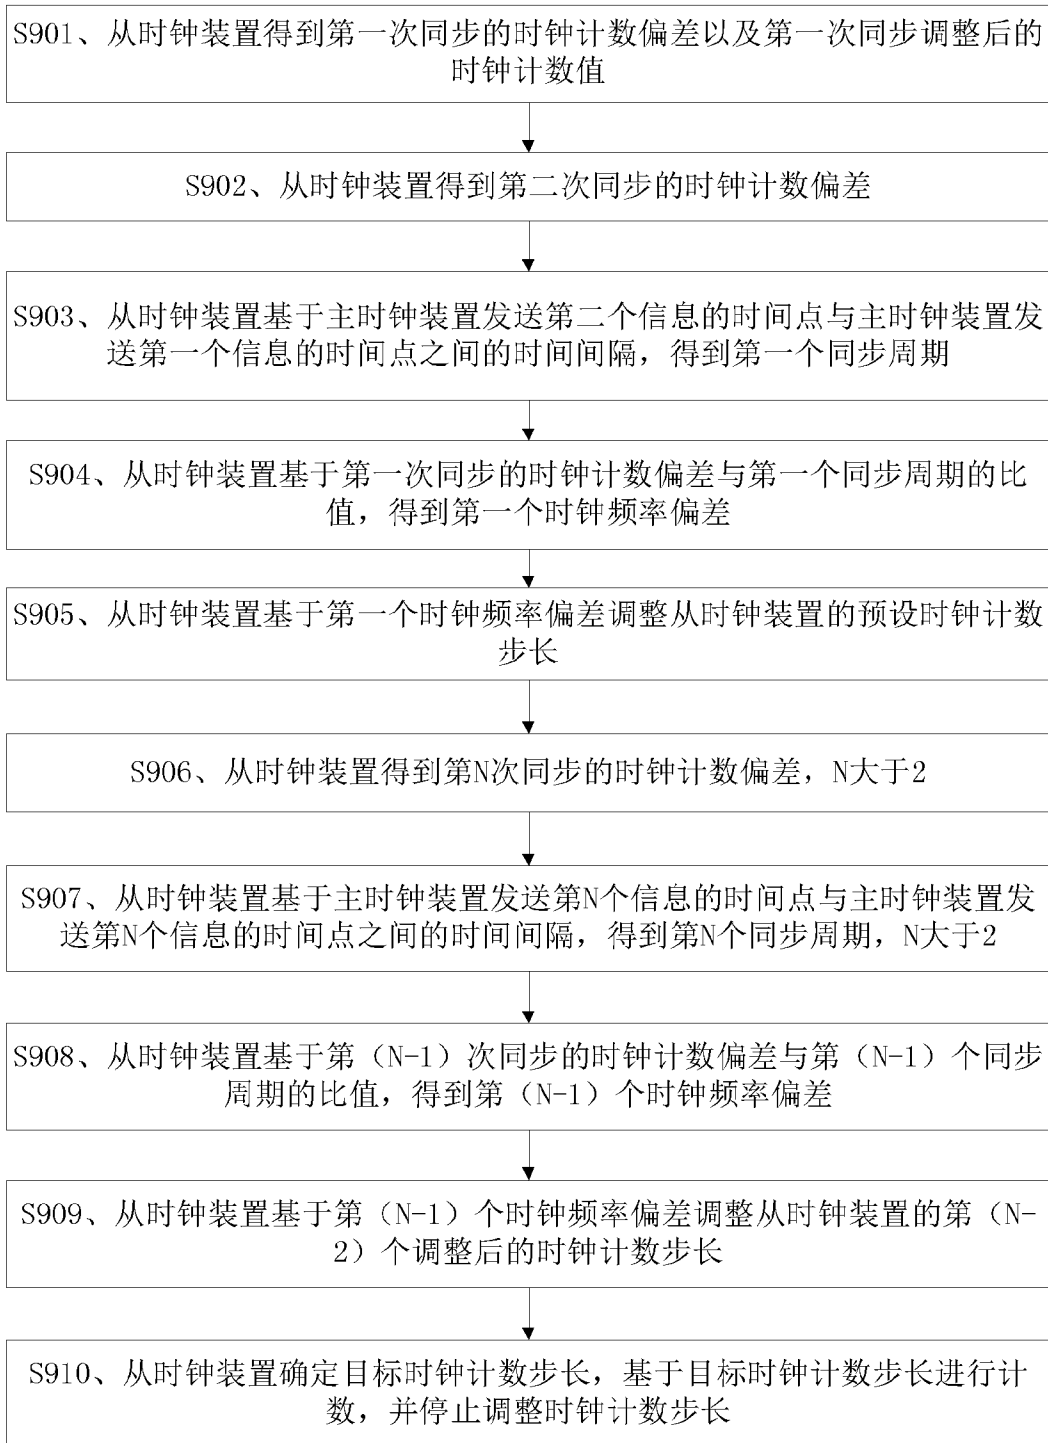 S901、从时钟装置得到第一次同步的时钟计数偏差以及第一次同步调整后的
时钟计数值
S902、从时钟装置得到第二次同步的时钟计数偏差
S903、从时钟装置基于主时钟装置发送第二个信息的时间点与主时钟装置发
送第一个信息的时间点之间的时间间隔，得到第一个同步周期
S904、从时钟装置基于第一次同步的时钟计数偏差与第一个同步周期的比
值，得到第一个时钟频率偏差
S905、从时钟装置基于第一个时钟频率偏差调整从时钟装置的预设时钟计数
步长
S906、从时钟装置得到第N次同步的时钟计数偏差，N大于2
S907、从时钟装置基于主时钟装置发送第N个信息的时间点与主时钟装置发
送第N个信息的时间点之间的时间间隔，得到第N个同步周期，N大于2
S908、从时钟装置基于第（N-1）次同步的时钟计数偏差与第（N-1）个同步
周期的比值，得到第（N-1）个时钟频率偏差
S909、从时钟装置基于第（N-1）个时钟频率偏差调整从时钟装置的第（N-
2）个调整后的时钟计数步长
S910、从时钟装置确定目标时钟计数步长，基于目标时钟计数步长进行计
数，并停止调整时钟计数步长